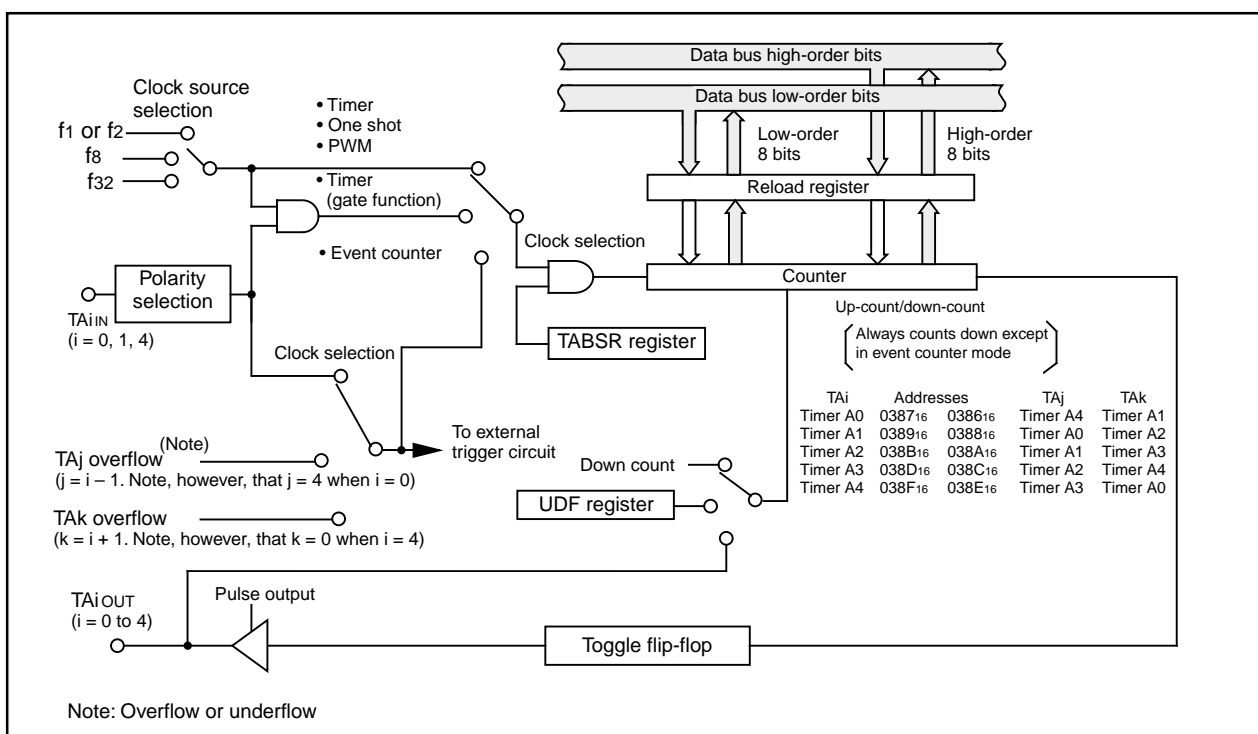 Data bus high-order bits
Data bus low-order bits
Clock source
selection
f1 or f2
f8
f32
• Timer
• One shot
• PWM
• Timer
(gate function)
• Event counter
Low-order
8 bits
High-order
8 bits
Reload register
Clock selection
Counter
Polarity
selection
TAiIN
(i = 0, 1, 4)
TABSR register
Up-count/down-count
(Always counts down except
in event counter mode)
Clock selection
To external
trigger circuit
TAj overflow(Note)
(j = i – 1. Note, however, that j = 4 when i = 0)
TAk overflow
(k = i + 1. Note, however, that k = 0 when i = 4)
TAi Addresses TAj TAk
Timer A0 038716 038616 Timer A4 Timer A1
Timer A1 038916 038816 Timer A0 Timer A2
Timer A2 038B16 038A16 Timer A1 Timer A3
Timer A3 038D16 038C16 Timer A2 Timer A4
Timer A4 038F16 038E16 Timer A3 Timer A0
Down count
UDF register
TAiOUT
(i = 0 to 4)
Pulse output
Toggle flip-flop
Note: Overflow or underflow